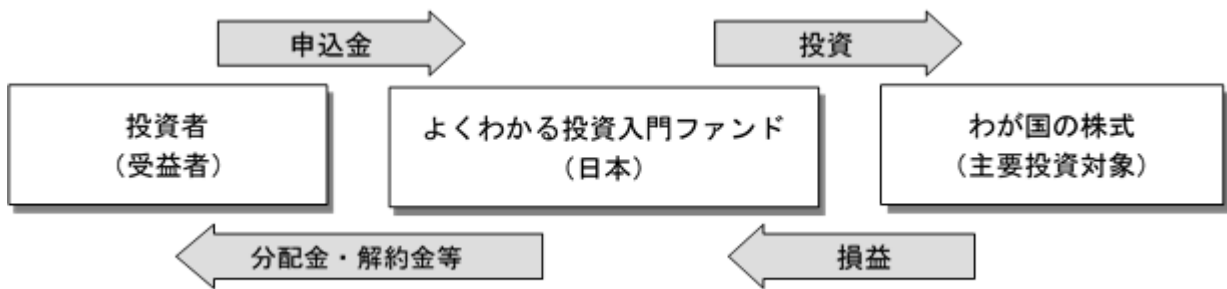 申込金
投資
投資者
(受益者)
よくわかる投資入門ファンド
(日本)
わが国の株式
(主要投資対象)
分配金・解約金等
損益